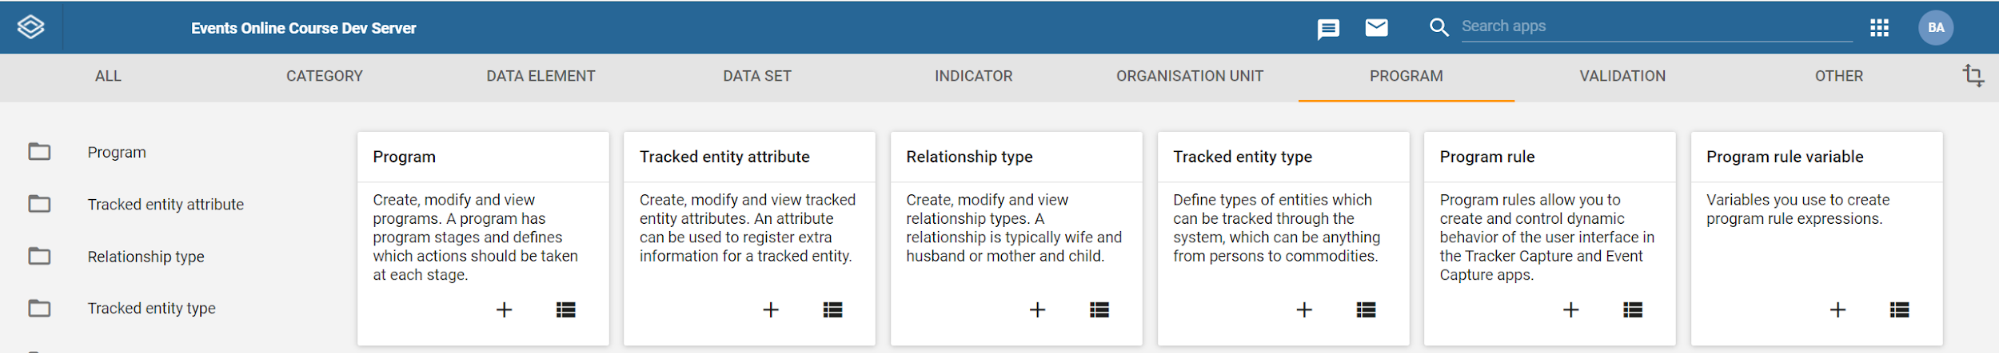 Events Online Course Dev Server
Search apps
BA
ALL
CATEGORY
DATA ELEMENT
DATA SET
INDICATOR
ORGANISATION UNIT
PROGRAM
VALIDATION
OTHER
Program
Tracked entity attribute
Relationship type
Tracked entity type
Program
Create, modify and view
programs. A program has
program stages and defines
which actions should be taken
at each stage.
Tracked entity attribute
Create, modify and view tracked
entity attributes. An attribute
can be used to register extra
information for a tracked entity.
Relationship type
Create, modify and view
relationship types. A
relationship is typically wife and
husband or mother and child.
Tracked entity type
Define types of entities which
can be tracked through the
system, which can be anything
from persons to commodities.
Program rule
Program rules allow you to
create and control dynamic
behavior of the user interface in
the Tracker Capture and Event
Capture apps.
Program rule variable
Variables you use to create
program rule expressions.